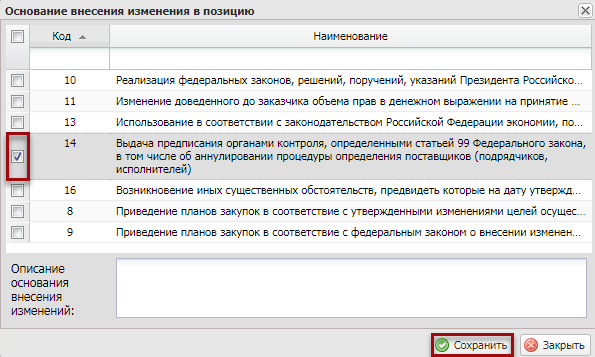 Основание внесения изменения в позицию
Код Наименование
10 Реализация федеральных законов, решений, поручений, указаний Президента Российско...
11 Изменение доведенного до заказчика объема прав в денежном выражении на принятие ...
13 Использование в соответствии с законодательством Российской Федерации экономии, по...
14 Выдача предписания органами контроля, определенными статьей 99 Федерального закона,
в том числе об аннулировании процедуры определения поставщиков (подрядчиков,
исполнителей)
16 Возникновение иных существенных обстоятельств, предвидеть которые на дату утвержд...
8 Приведение планов закупок в соответствие с утвержденными изменениями целей осущес...
9 Приведение планов закупок в соответствие с федеральным законом о внесении изменен...
Описание
основания
внесения
изменений:
Сохранить Закрыть